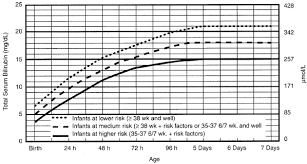 Total Serum Bilirubin (mg/dL)
25
20
15
10
5
0
428
342
257
171
85
0
µmol/L
Infants at lower risk (≥ 38 wk and well)
Infants at medium risk (≥ 38 wk + risk factors or 35-37 6/7 wk. and well)
Infants at higher risk (35-37 6/7 wk. + risk factors)
Birth 24 h 48 h 72 h 96 h 5 Days 6 Days 7 Days
Age